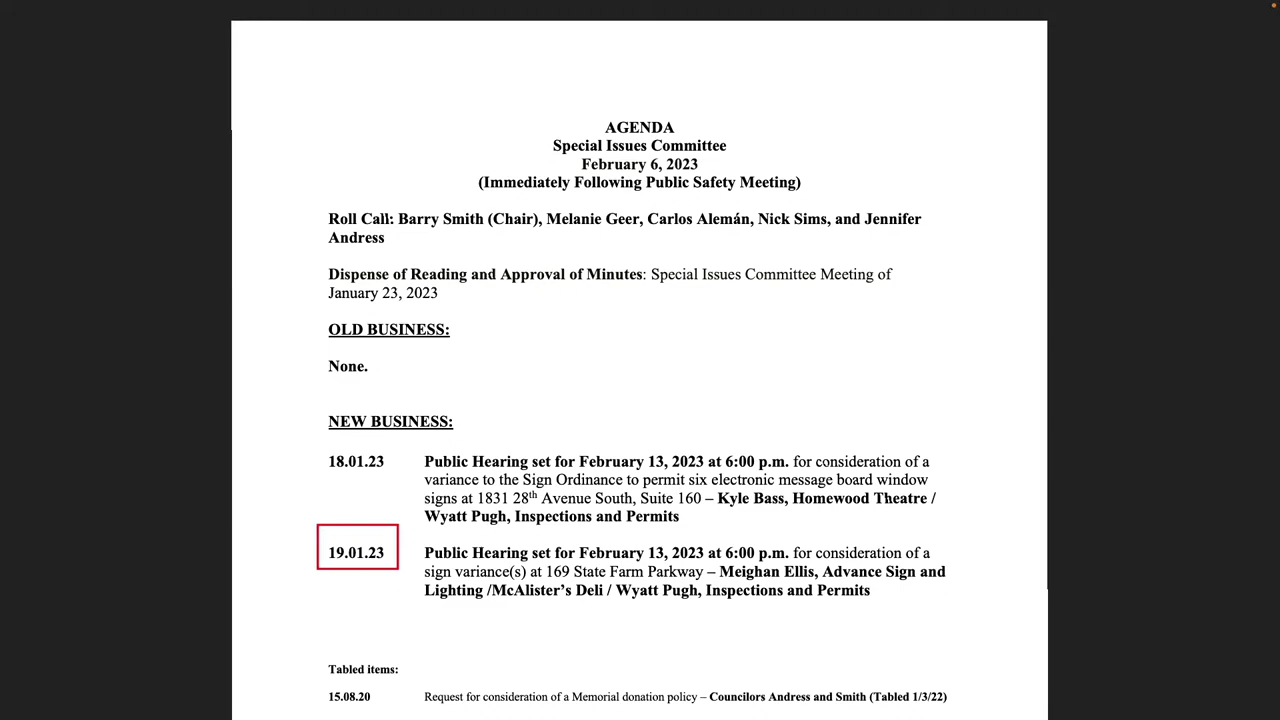 AGENDA
Special Issues Committee
February 6, 2023
(Immediately Following Public Safety Meeting)
Roll Call: Barry Smith (Chair), Melanie Geer, Carlos Alemán, Nick Sims, and Jennifer
Andress
Dispense of Reading and Approval of Minutes: Special Issues Committee Meeting of
January 23, 2023
OLD BUSINESS:
None.
NEW BUSINESS:
18.01.23 Public Hearing set for February 13, 2023 at 6:00 p.m. for consideration of a
variance to the Sign Ordinance to permit six electronic message board window
signs at 1831 28th Avenue South, Suite 160 – Kyle Bass, Homewood Theatre /
Wyatt Pugh, Inspections and Permits
19.01.23 Public Hearing set for February 13, 2023 at 6:00 p.m. for consideration of a
sign variance(s) at 169 State Farm Parkway – Meighan Ellis, Advance Sign and
Lighting /McAlister’s Deli / Wyatt Pugh, Inspections and Permits
Tabled items:
15.08.20 Request for consideration of a Memorial donation policy – Councilors Andress and Smith (Tabled 1/3/22)